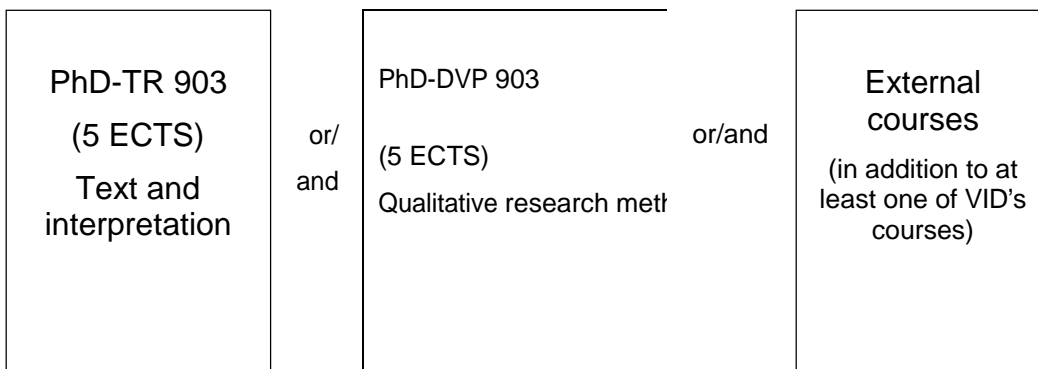 PhD-TR 903
(5 ECTS)
Text and
interpretation
or/
and
PhD-DVP 903
(5 ECTS)
Qualitative research
or/and
External
courses
(in addition to at
least one of VID's
courses)